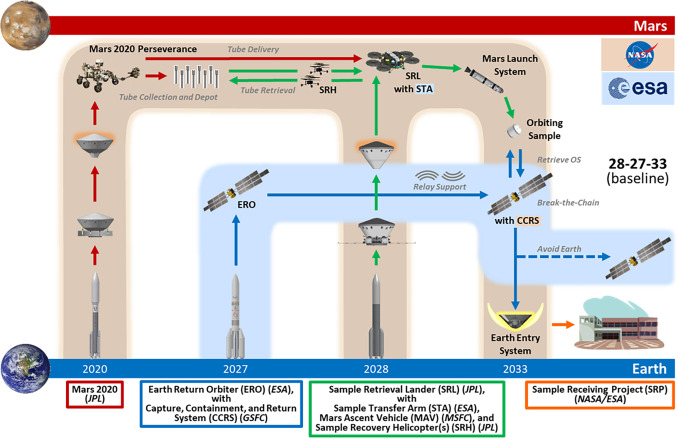 Mars
Mars 2020 Perseverance
Tube Delivery
Tube Collection and Depot
Tube Retrieval
SRH
SRL
with STA
Mars Launch
System
NASA
esa
Orbiting
Sample
Retrieve OS
28-27-33
(baseline)
ERO
Relay Support
Break-the-Chain
with CCRS
Avoid Earth
Earth Entry
System
2020
2027
2028
2033
Earth
Mars 2020
(JPL)
Earth Return Orbiter (ERO) (ESA),
with
Capture, Containment, and Return
System (CCRS) (GSFC)
Sample Retrieval Lander (SRL) (JPL),
with
Sample Transfer Arm (STA) (ESA),
Mars Ascent Vehicle (MAV) (MSFC), and
Sample Recovery Helicopter(s) (SRH) (JPL)
Sample Receiving Project (SRP)
(NASA/ESA)